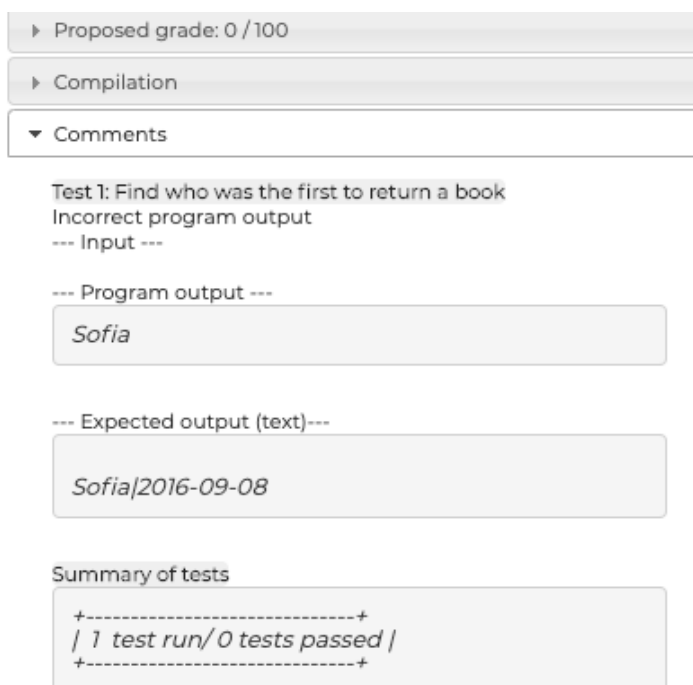 Proposed grade: 0 / 100
Compilation
Comments
Test 1: Find who was the first to return a book
Incorrect program output
--- Input ---
--- Program output ---
Sofia
--- Expected output (text)---
Sofia|2016-09-08
Summary of tests
+------------------------------+
| 1 test run/ 0 tests passed |
+------------------------------+